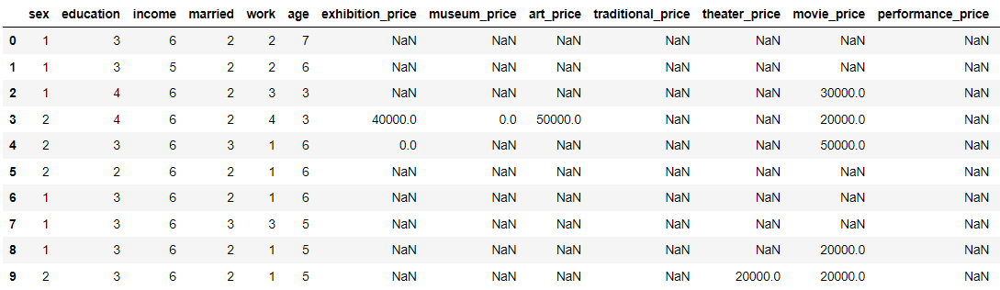 sex education income married work age exhibition_price museum_price art_price traditional_price theater_price movie_price performance_price
0 1 3 6 2 2 7 NaN NaN NaN NaN NaN NaN NaN
1 1 3 5 2 2 6 NaN NaN NaN NaN NaN NaN NaN
2 1 4 6 2 3 3 NaN NaN NaN NaN NaN 30000.0 NaN
3 2 4 6 2 4 3 40000.0 0.0 50000.0 NaN NaN 20000.0 NaN
4 2 3 6 3 1 6 0.0 NaN NaN NaN NaN 50000.0 NaN
5 2 2 6 2 1 6 NaN NaN NaN NaN NaN NaN NaN
6 1 3 6 2 1 6 NaN NaN NaN NaN NaN NaN NaN
7 1 3 6 3 3 5 NaN NaN NaN NaN NaN NaN NaN
8 1 3 6 2 1 5 NaN NaN NaN NaN NaN 20000.0 NaN
9 2 3 6 2 1 5 NaN NaN NaN NaN 20000.0 20000.0 NaN